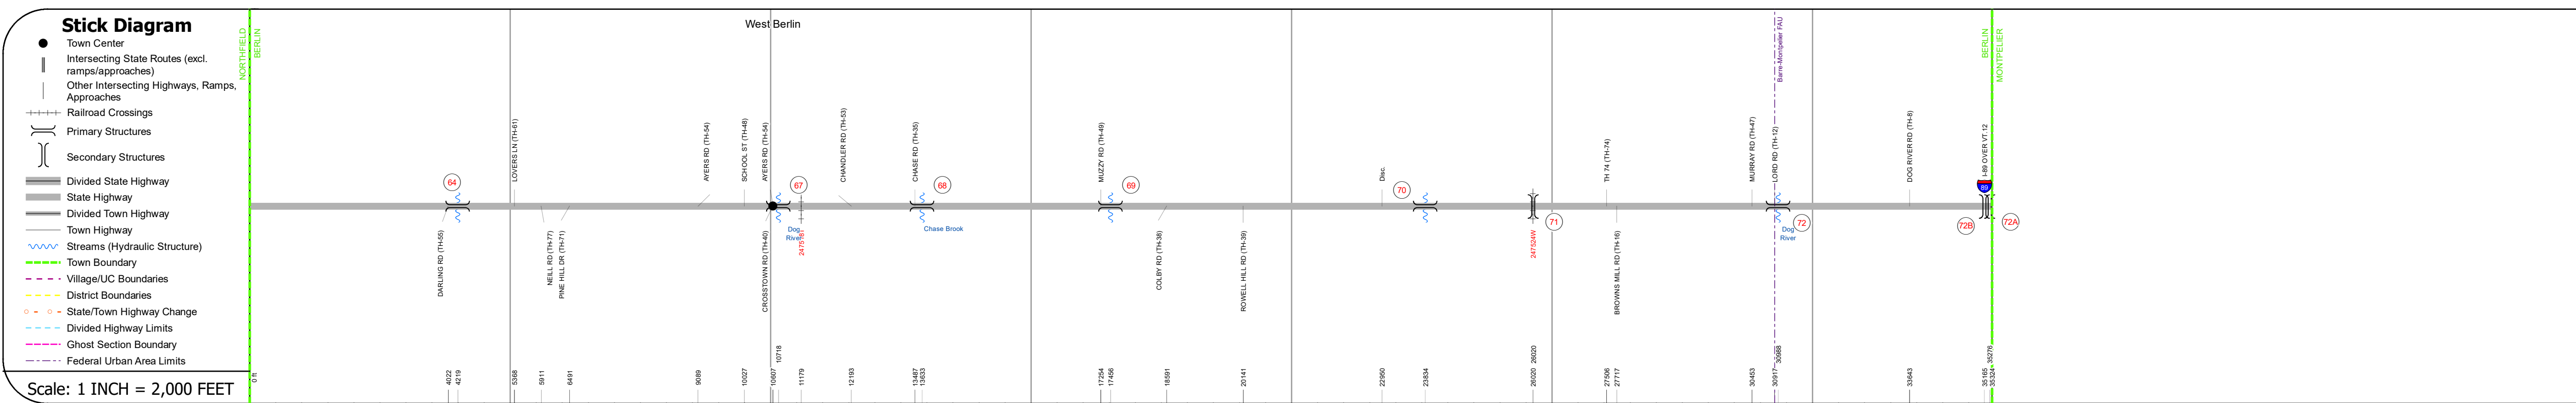 Stick Diagram
Town Center
Intersecting State Routes (excl.
ramps/approaches)
Other Intersecting Highways, Ramps,
Approaches
Railroad Crossings
Primary Structures
Secondary Structures
Divided State Highway
State Highway
Divided Town Highway
Town Highway
Streams (Hydraulic Structure)
Town Boundary
Village/UC Boundaries
District Boundaries
State/Town Highway Change
Divided Highway Limits
Ghost Section Boundary
Federal Urban Area Limits
Scale: 1 INCH = 2,000 FEET
NORTHFIELD
BERLIN
West Berlin
Barre-Montpelier FAU
BERLIN
MONTPELIER
LOVERS LN (TH-61)
AYERS RD (TH-54)
SCHOOL ST (TH-48)
AYERS RD (TH-54)
CHANDLER RD (TH-53)
CHASE RD (TH-35)
MUZZY RD (TH-49)
Disc.
TH 74 (TH-74)
MURRAY RD (TH-47)
LORD RD (TH-12)
DOG RIVER RD (TH-8)
I-89 OVER VT.12
64
67
68
69
70
71
72
72B
72A
89
Dog
River
Chase Brook
Dog
River
DARLING RD (TH-55)
NEILL RD (TH-77)
PINE HILL DR (TH-71)
CROSSTOWN RD (TH-40)
247519J
COLBY RD (TH-38)
ROWELL HILL RD (TH-39)
247524W
BROWNS MILL RD (TH-16)
0 ft
4022
4219
5368
5911
6491
9089
10027
10607
10718
11179
12193
13487
13633
17254
17456
18591
20141
22950
23834
26020
26020
27506
27717
30453
30917
30988
33643
35165
35276
35324